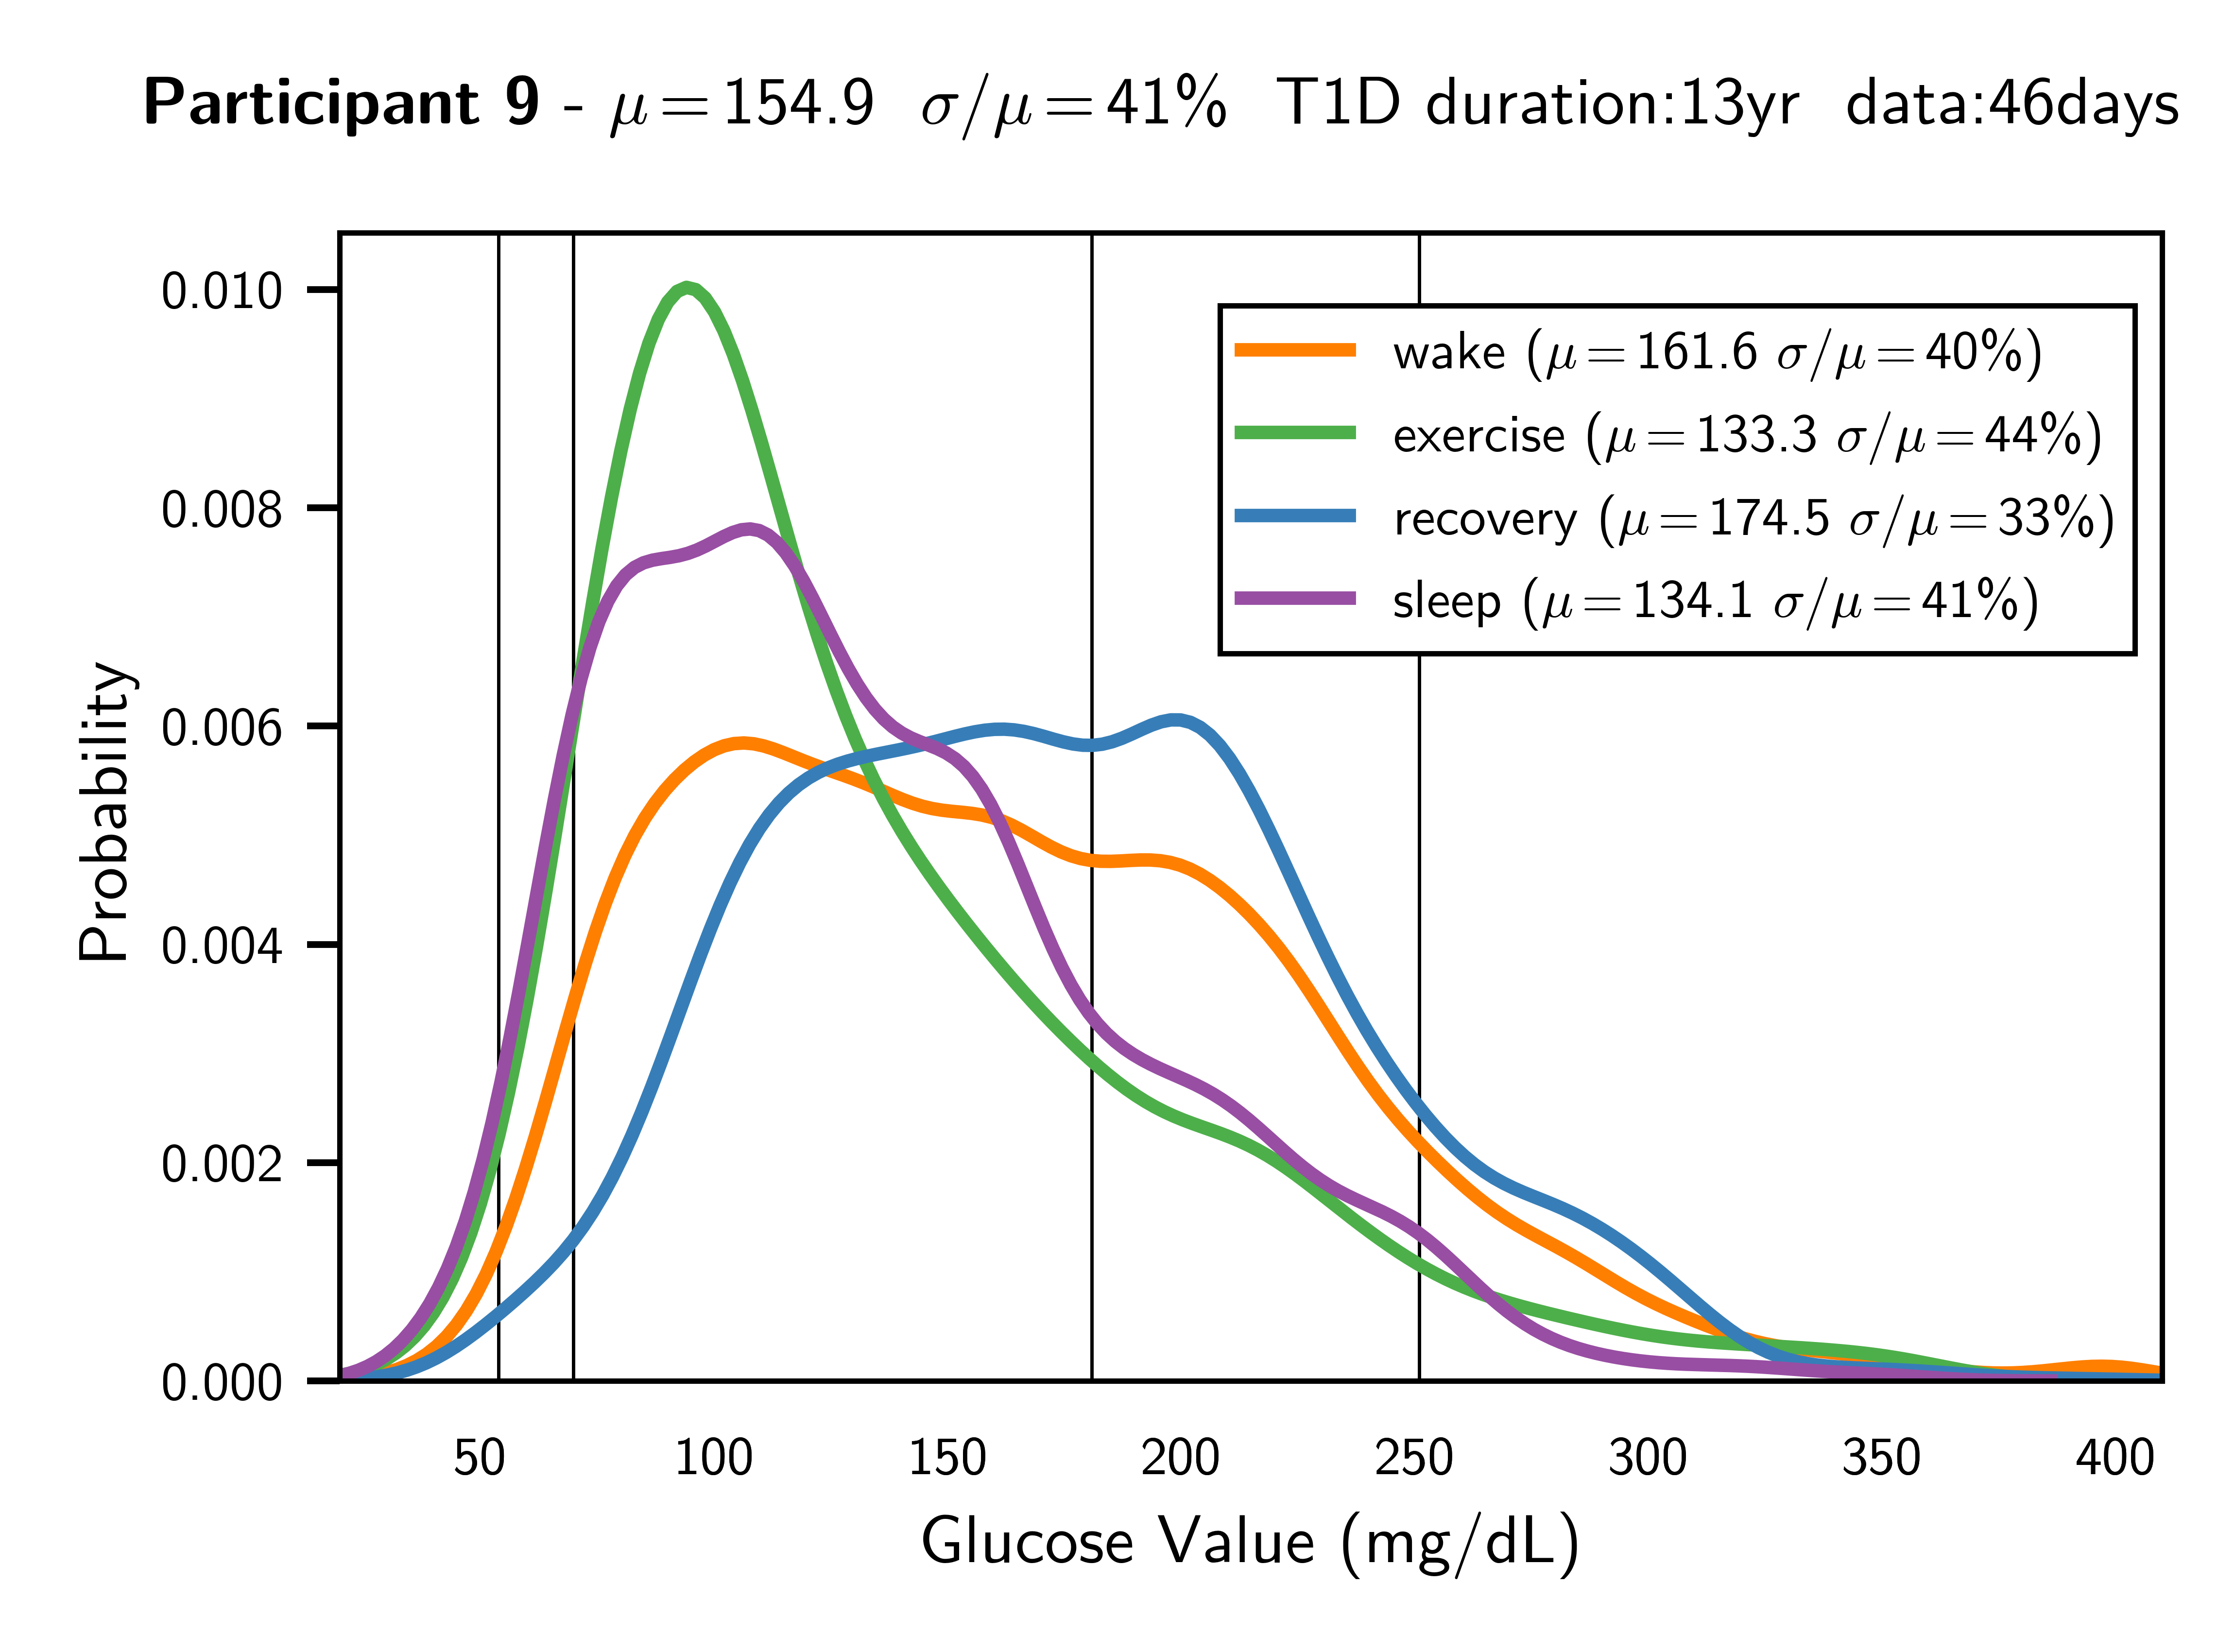 Participant 9 - μ = 154.9 σ/μ = 41% T1D duration:13yr data:46days
0.010
0.008
0.006
0.004
0.002
0.000
Probability
wake (μ = 161.6 σ/μ = 40%)
exercise (μ = 133.3 σ/μ = 44%)
recovery (μ = 174.5 σ/μ = 33%)
sleep (μ = 134.1 σ/μ = 41%)
50 100 150 200 250 300 350 400
Glucose Value (mg/dL)